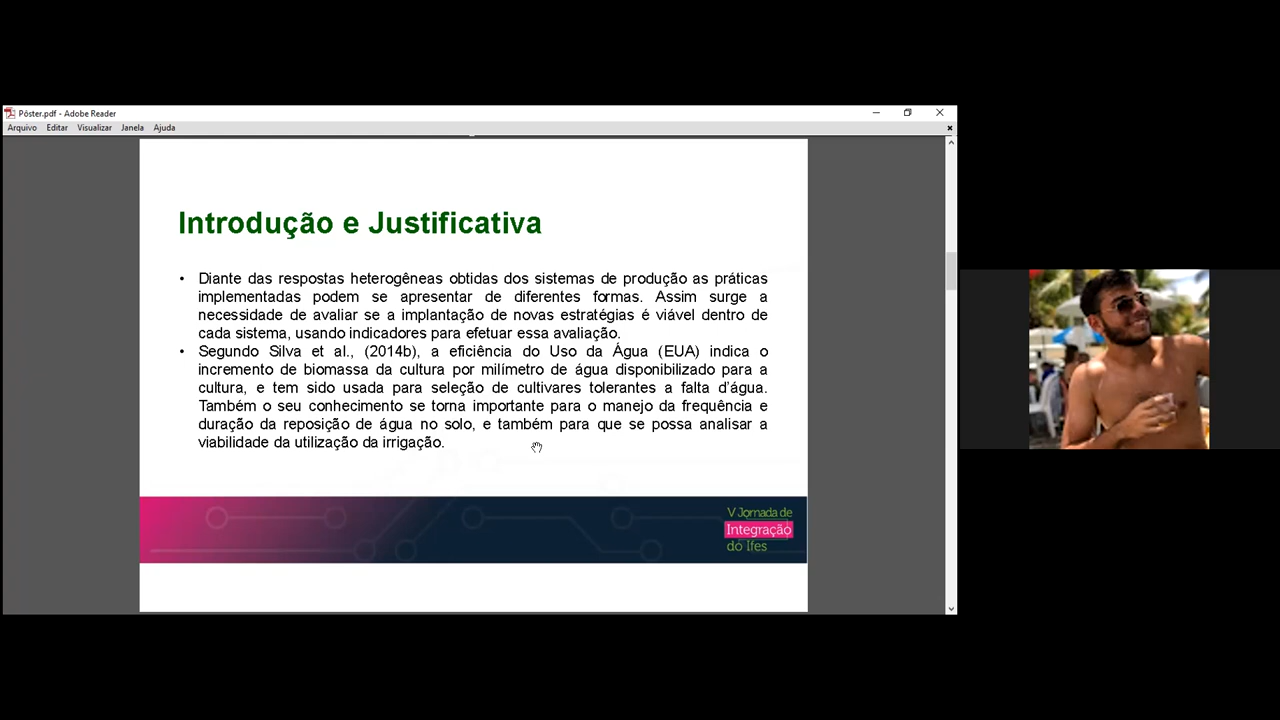 Póster.pdf - Adobe Reader
Arquivo Editar Visualizar Janela Ajuda
Introdução e Justificativa
• Diante das respostas heterogêneas obtidas dos sistemas de produção as práticas
implementadas podem se apresentar de diferentes formas. Assim surge a
necessidade de avaliar se a implantação de novas estratégias é viável dentro de
cada sistema, usando indicadores para efetuar essa avaliação.
• Segundo Silva et al., (2014b), a eficiência do Uso da Água (EUA) indica o
incremento de biomassa da cultura por milímetro de água disponibilizado para a
cultura, e tem sido usada para seleção de cultivares tolerantes a falta d’água.
Também o seu conhecimento se torna importante para o manejo da frequência e
duração da reposição de água no solo, e também para que se possa analisar a
viabilidade da utilização da irrigação.
V Jornada de
Integração
do Ifes